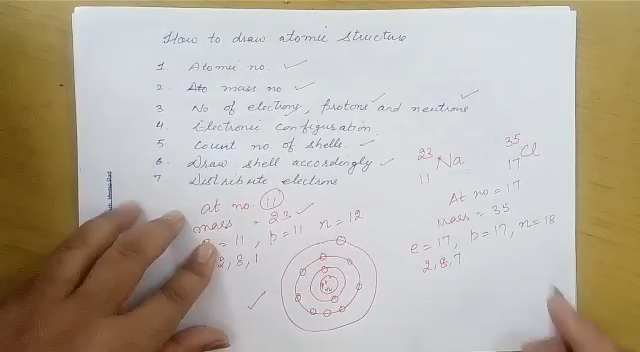 How to draw atomic structure
1. Atomic no.
2. mass no.
3 No of electrons, protons and neutrons
4 Electronic configuration
5 Count no of shells.
6. Draw shell accordingly
7 Distribute electrons
at no. 11
mass = 23
= 11, p = 11 n = 12
2, 8, 1
23
11 Na
35
17 Cl
At no = 17
Mass = 35
e = 17, p = 17, n = 18
2, 8, 7